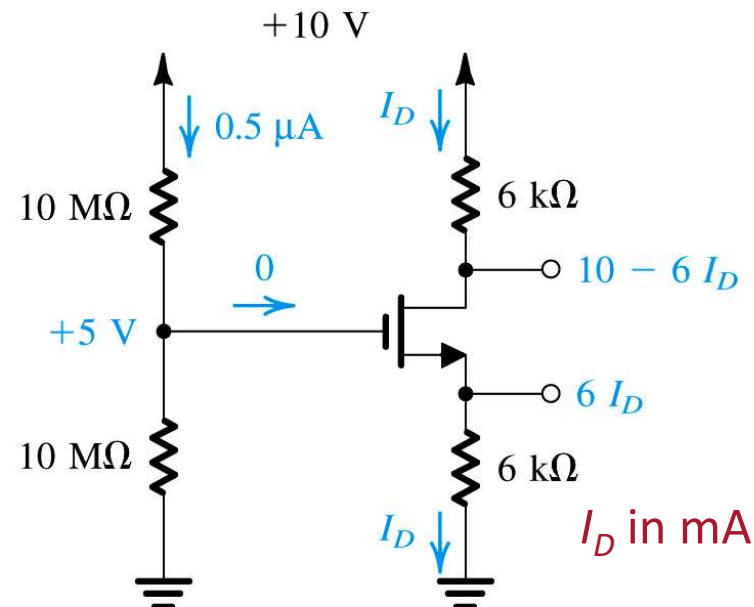 +10 V
0.5 μA
I_D
10 MΩ
6 kΩ
0
10 − 6 I_D
+5 V
6 I_D
10 MΩ
6 kΩ
I_D
I_D in mA